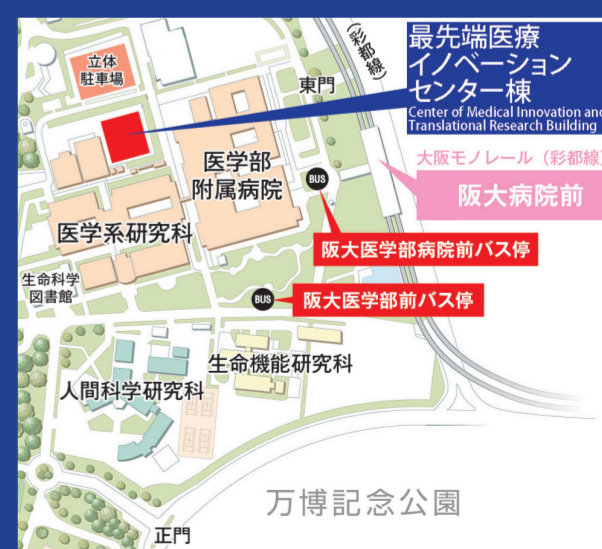 (彩都線)
最先端医療
イノベーション
センター棟
Center of Medical Innovation and
Translational Research Building
立体
駐車場
東門
大阪モノレール（彩都線）
阪大病院前
医学部
附属病院
BUS
医学系研究科
阪大医学部病院前バス停
生命科学
図書館
BUS
阪大医学部前バス停
生命機能研究科
人間科学研究科
万博記念公園
正門